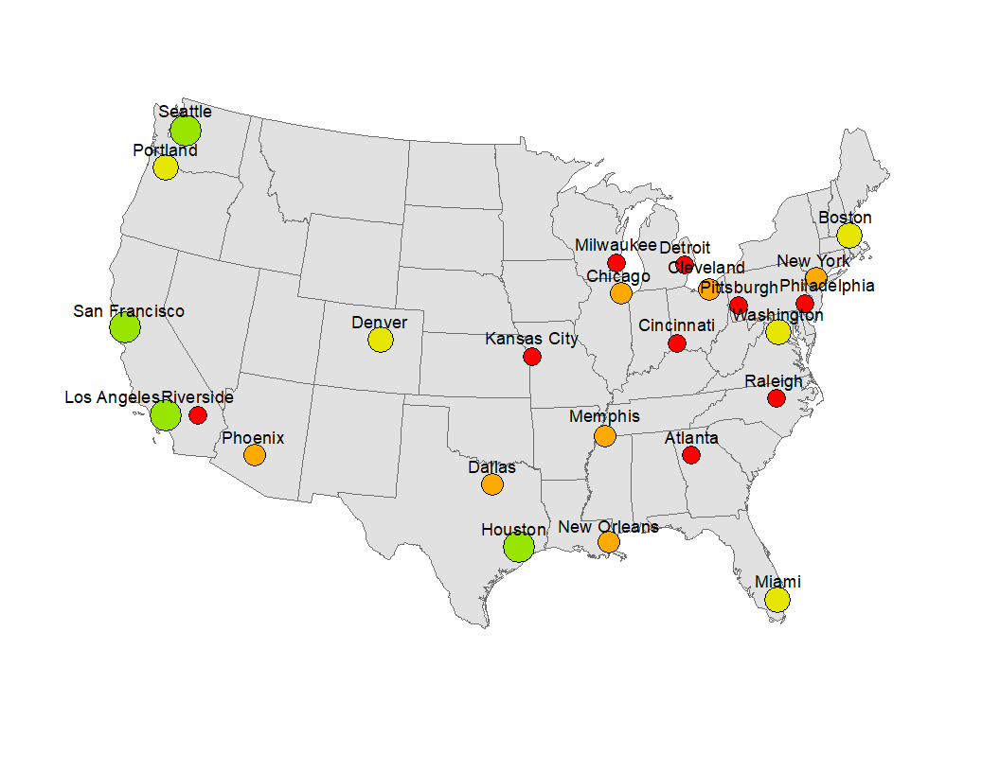 Seattle
Portland
Boston
Milwaukee
Detroit
New York
Cleveland
Chicago
Pittsburgh
Philadelphia
San Francisco
Washington
Denver
Cincinnati
Kansas City
Raleigh
Los Angeles
Riverside
Memphis
Phoenix
Atlanta
Dallas
New Orleans
Houston
Miami